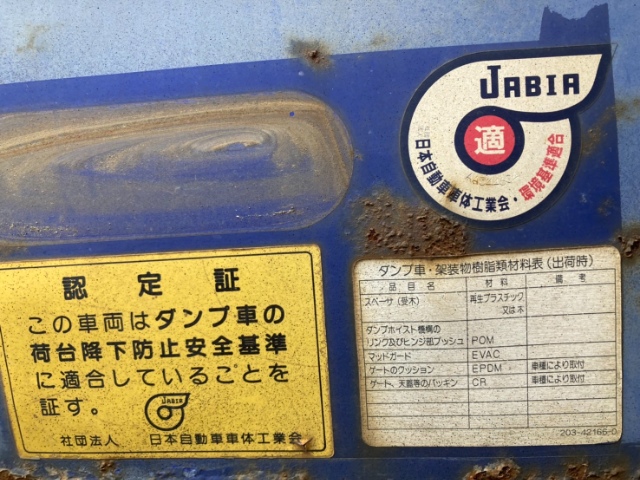 JABIA
適
日本自動車車体工業会・
認定証
この車両はダンプ車の
荷台降下防止安全基準
に適合していることを
証す。
JABIA
社団法人 日本自動車車体工業会
ダンプ車・架装物樹脂類材料表(出荷時)
品目名 材料 備考
スペーサ(受木) 再生プラスチック
又は木
ダンプホイスト機構の
リンク及びヒンジ部ブッシュ POM
マッドガード EVAC
ゲートのクッション EPDM 車種により取付
ゲート、天蓋等のパッキン CR 車種により取付
203-42166-0